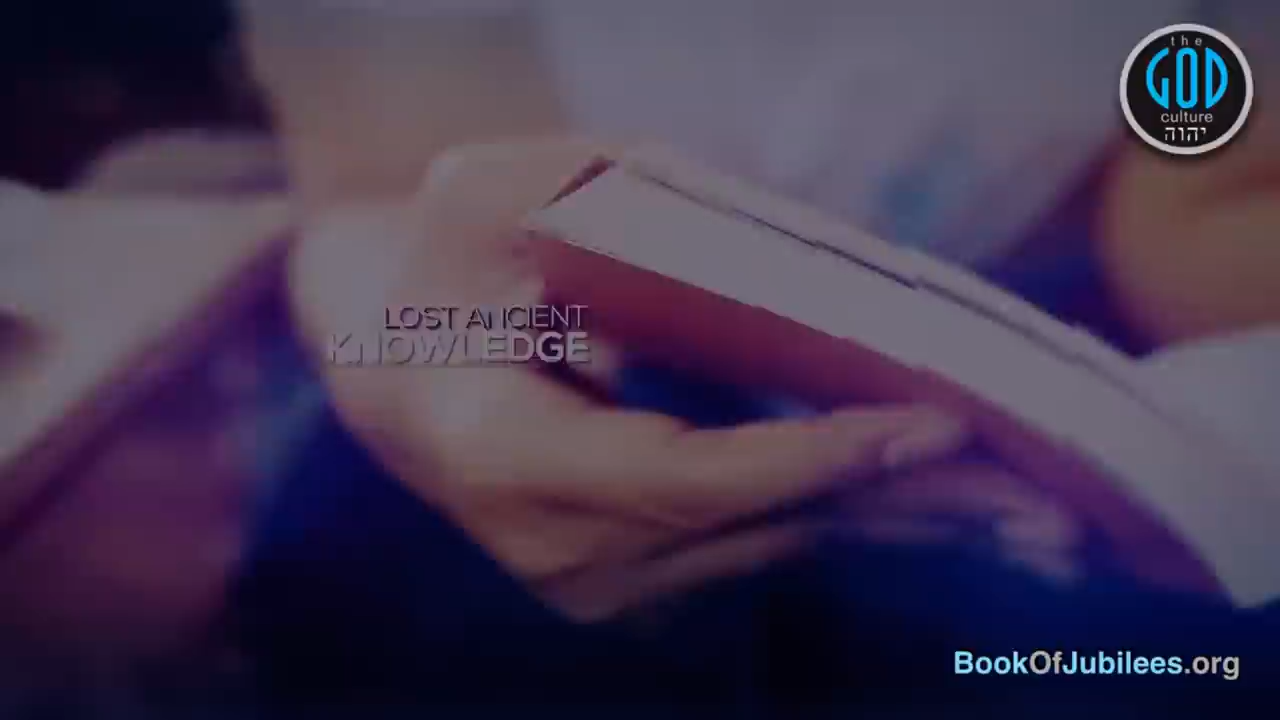 the
GOD
culture
יהוה
LOST ANCIENT
KNOWLEDGE
BookOfJubilees.org